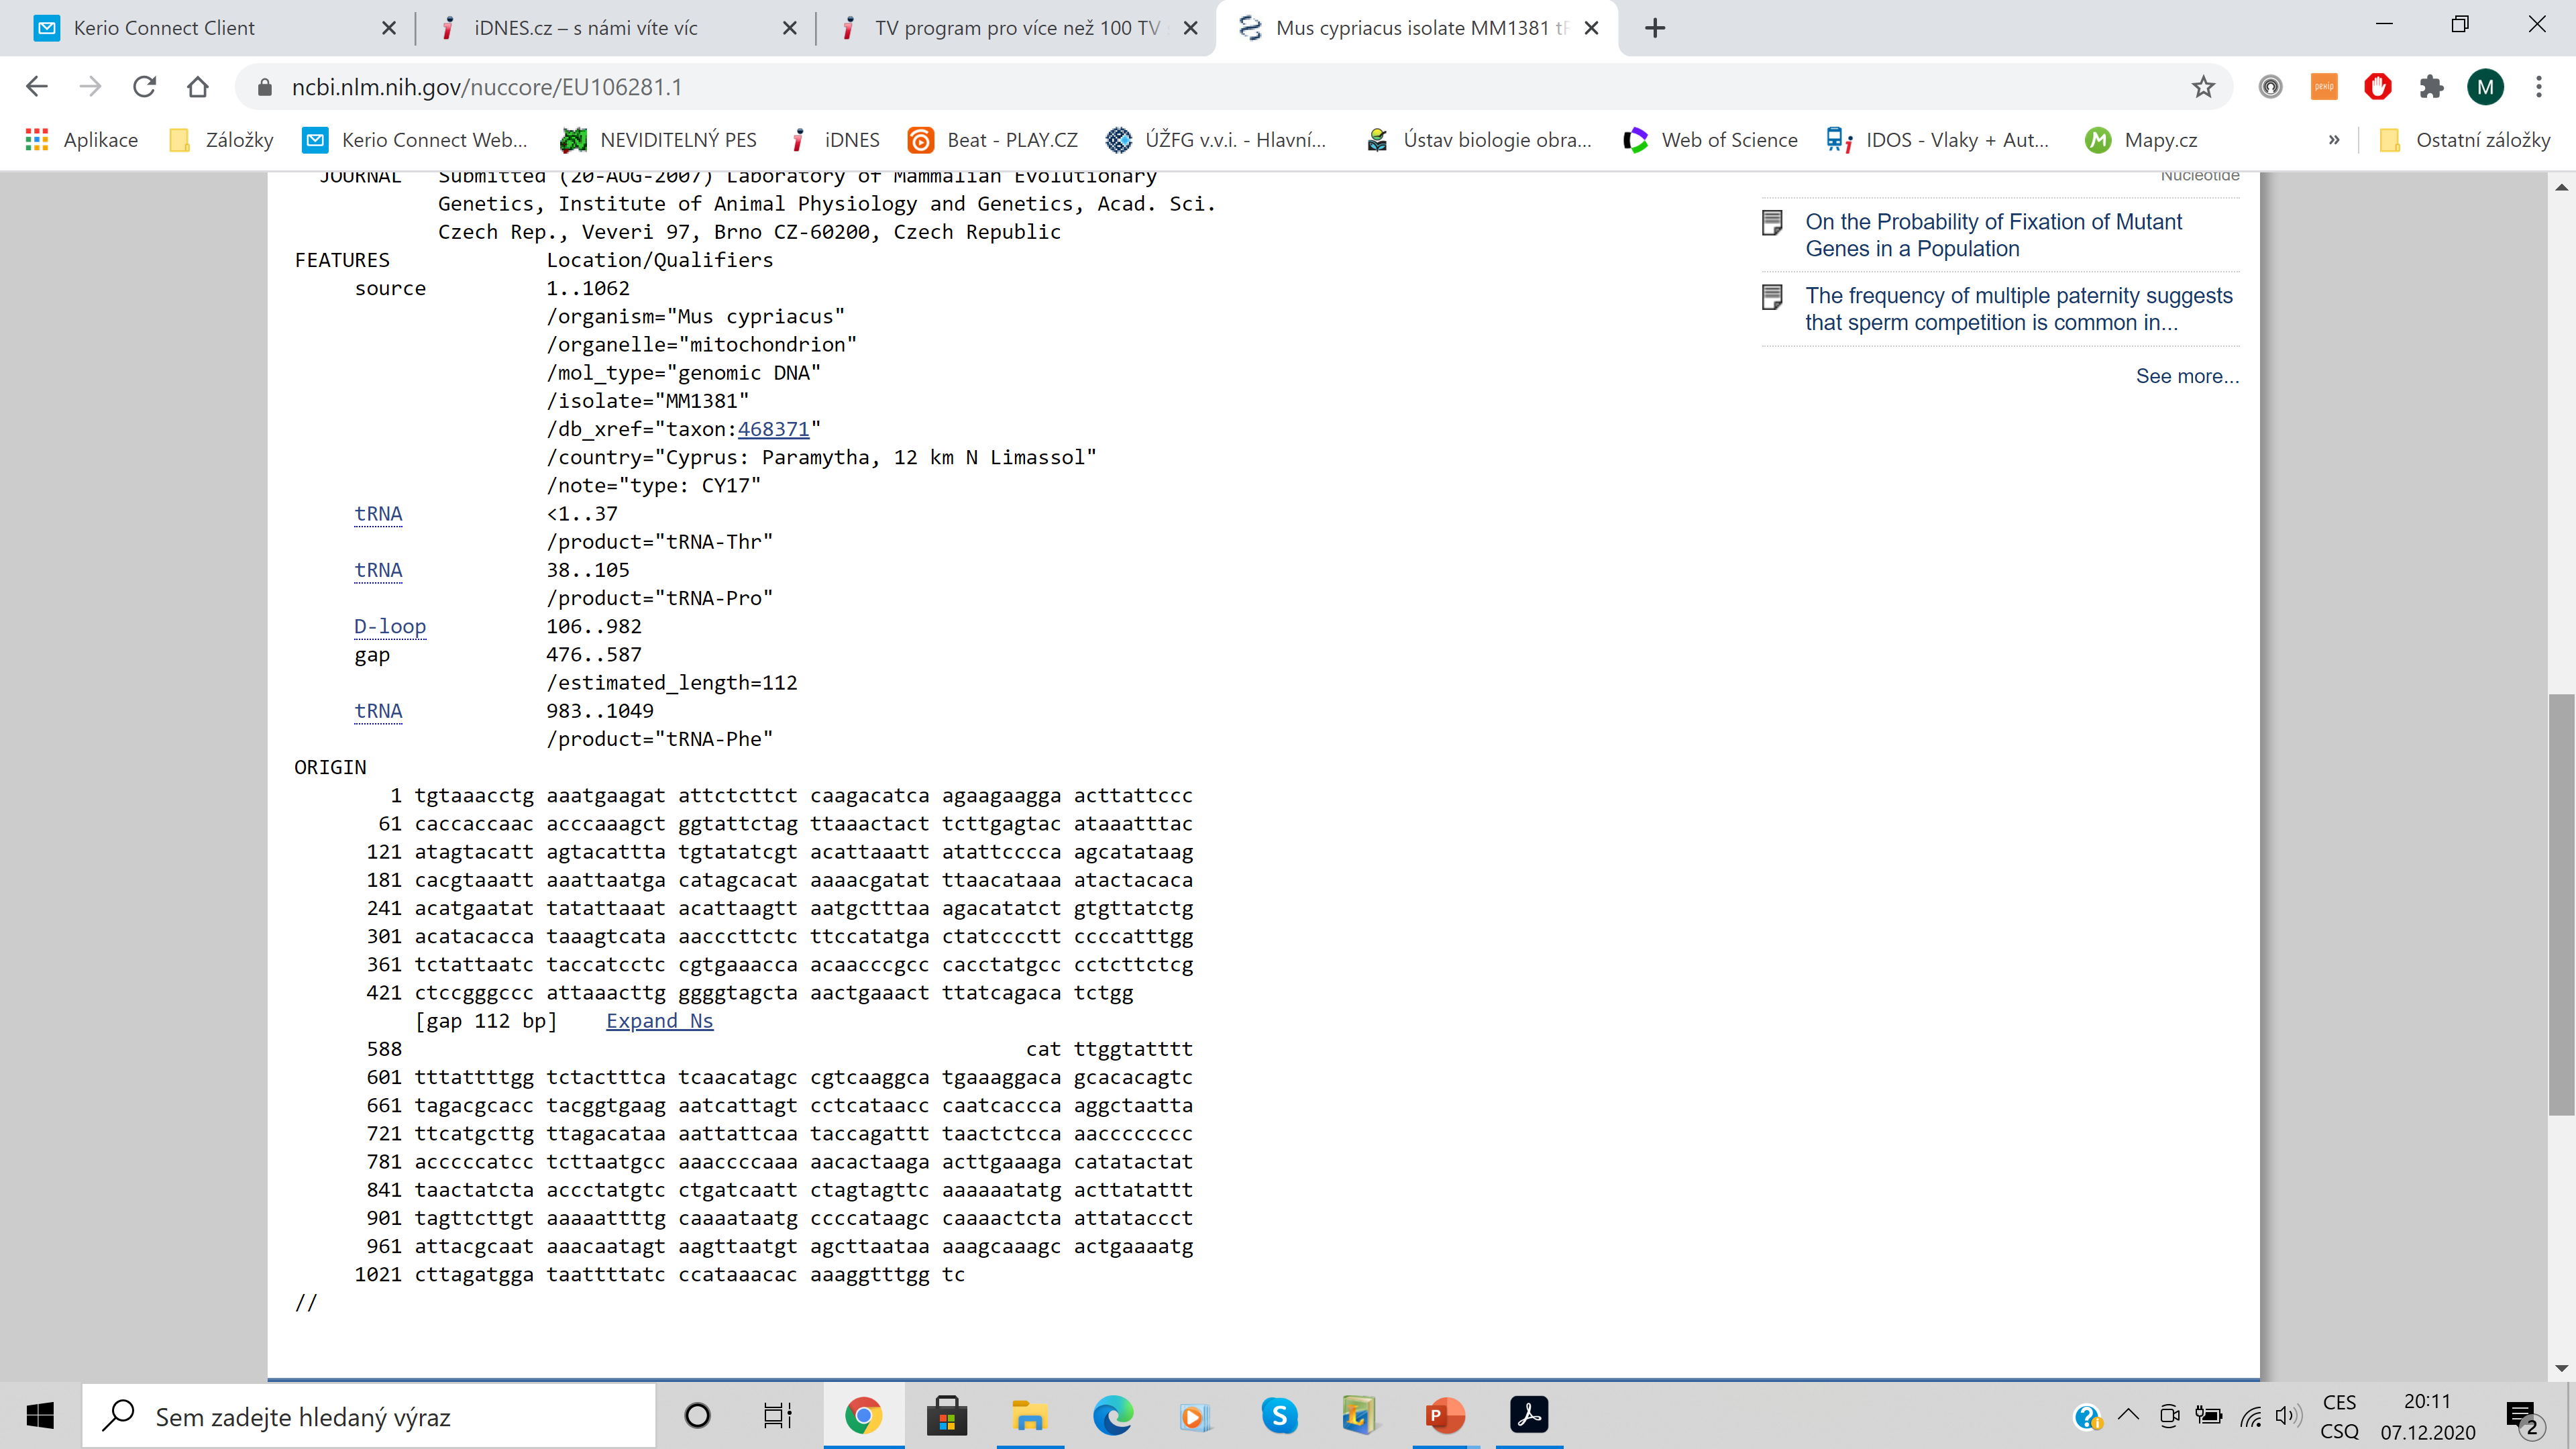 Kerio Connect Client
iDNES.cz – s námi víte víc
TV program pro více než 100 TV
Mus cypriacus isolate MM1381 tR
ncbi.nlm.nih.gov/nuccore/EU106281.1
pexip
M
Aplikace
Záložky
Kerio Connect Web...
NEVIDITELNÝ PES
iDNES
Beat - PLAY.CZ
ÚŽFG v.v.i. - Hlavní...
Ústav biologie obra...
Web of Science
IDOS - Vlaky + Aut...
Mapy.cz
»
Ostatní záložky
JOURNAL   Submitted (20-AUG-2007) Laboratory of Mammalian Evolutionary
Genetics, Institute of Animal Physiology and Genetics, Acad. Sci.
Czech Rep., Veveri 97, Brno CZ-60200, Czech Republic
FEATURES             Location/Qualifiers
source          1..1062
/organism="Mus cypriacus"
/organelle="mitochondrion"
/mol_type="genomic DNA"
/isolate="MM1381"
/db_xref="taxon:468371"
/country="Cyprus: Paramytha, 12 km N Limassol"
/note="type: CY17"
tRNA            <1..37
/product="tRNA-Thr"
tRNA            38..105
/product="tRNA-Pro"
D-loop          106..982
gap             476..587
/estimated_length=112
tRNA            983..1049
/product="tRNA-Phe"
ORIGIN
1 tgtaaacctg aaatgaagat attctcttct caagacatca agaagaagga acttattccc
61 caccaccaac acccaaagct ggtattctag ttaaactact tcttgagtac ataaatttac
121 atagtacatt agtacattta tgtatatcgt acattaaatt atattcccca agcatataag
181 cacgtaaatt aaattaatga catagcacat aaaacgatat ttaacataaa atactacaca
241 acatgaatat tatattaaat acattaagtt aatgctttaa agacatatct gtgttatctg
301 acatacacca taaagtcata aacccttctc ttccatatga ctatcccctt ccccatttgg
361 tctattaatc taccatcctc cgtgaaacca acaacccgcc cacctatgcc cctcttctcg
421 ctccgggccc attaaacttg ggggtagcta aactgaaact ttatcagaca tctgg
[gap 112 bp]    Expand Ns
588 cat ttggtatttt
601 tttattttgg tctactttca tcaacatagc cgtcaaggca tgaaaggaca gcacacagtc
661 tagacgcacc tacggtgaag aatcattagt cctcataacc caatcaccca aggctaatta
721 ttcatgcttg ttagacataa aattattcaa taccagattt taactctcca aacccccccc
781 acccccatcc tcttaatgcc aaaccccaaa aacactaaga acttgaaaga catatactat
841 taactatcta accctatgtc ctgatcaatt ctagtagttc aaaaaatatg acttatattt
901 tagttcttgt aaaaattttg caaaataatg ccccataagc caaaactcta attataccct
961 attacgcaat aaacaatagt aagttaatgt agcttaataa aaagcaaagc actgaaaatg
1021 cttagatgga taattttatc ccataaacac aaaggtttgg tc
//
Nucleotide
On the Probability of Fixation of Mutant
Genes in a Population
The frequency of multiple paternity suggests
that sperm competition is common in...
See more...
Sem zadejte hledaný výraz
CES
CSQ
20:11
07.12.2020
2